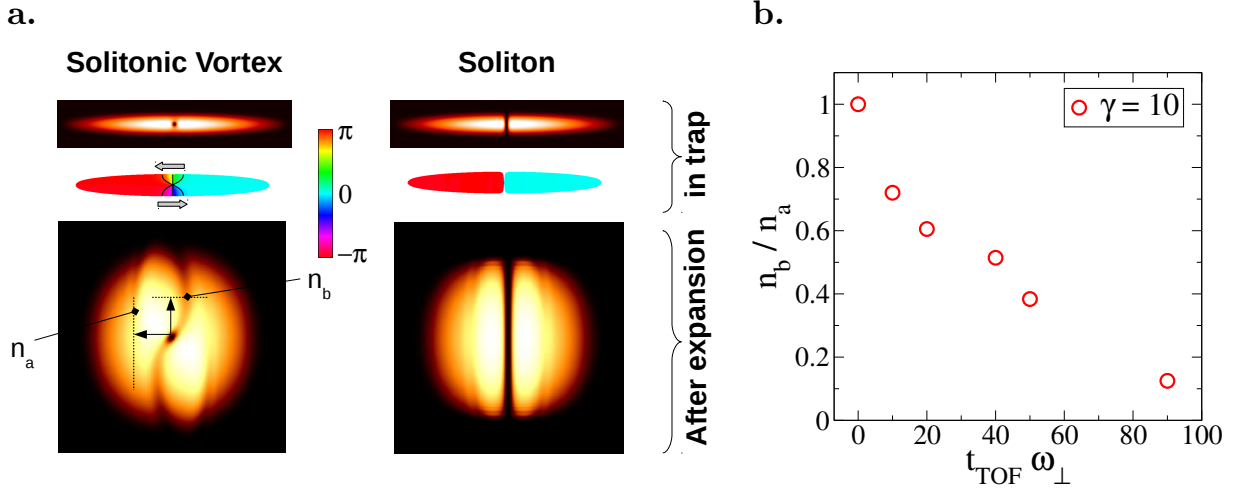 a.
Solitonic Vortex
Soliton
π
0
−π
n_b
n_a
in trap
After expansion
b.
γ = 10
n_b / n_a
1
0.8
0.6
0.4
0.2
0
0 20 40 60 80 100
t_TOF ω_⊥